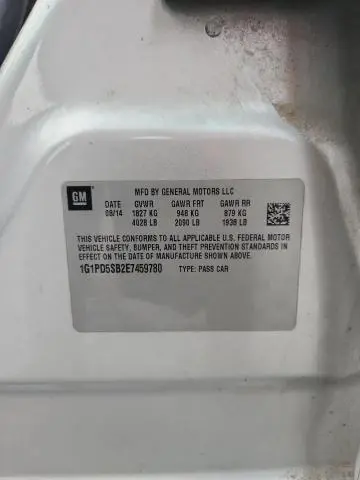 GM
MFD BY GENERAL MOTORS LLC
DATE GVWR GAWR FRT GAWR RR
08/14 1827 KG 948 KG 879 KG
4028 LB 2090 LB 1938 LB
THIS VEHICLE CONFORMS TO ALL APPLICABLE U.S. FEDERAL MOTOR
VEHICLE SAFETY, BUMPER, AND THEFT PREVENTION STANDARDS IN
EFFECT ON THE DATE OF MANUFACTURE SHOWN ABOVE.
1G1PD5SB2E7459780 TYPE: PASS CAR